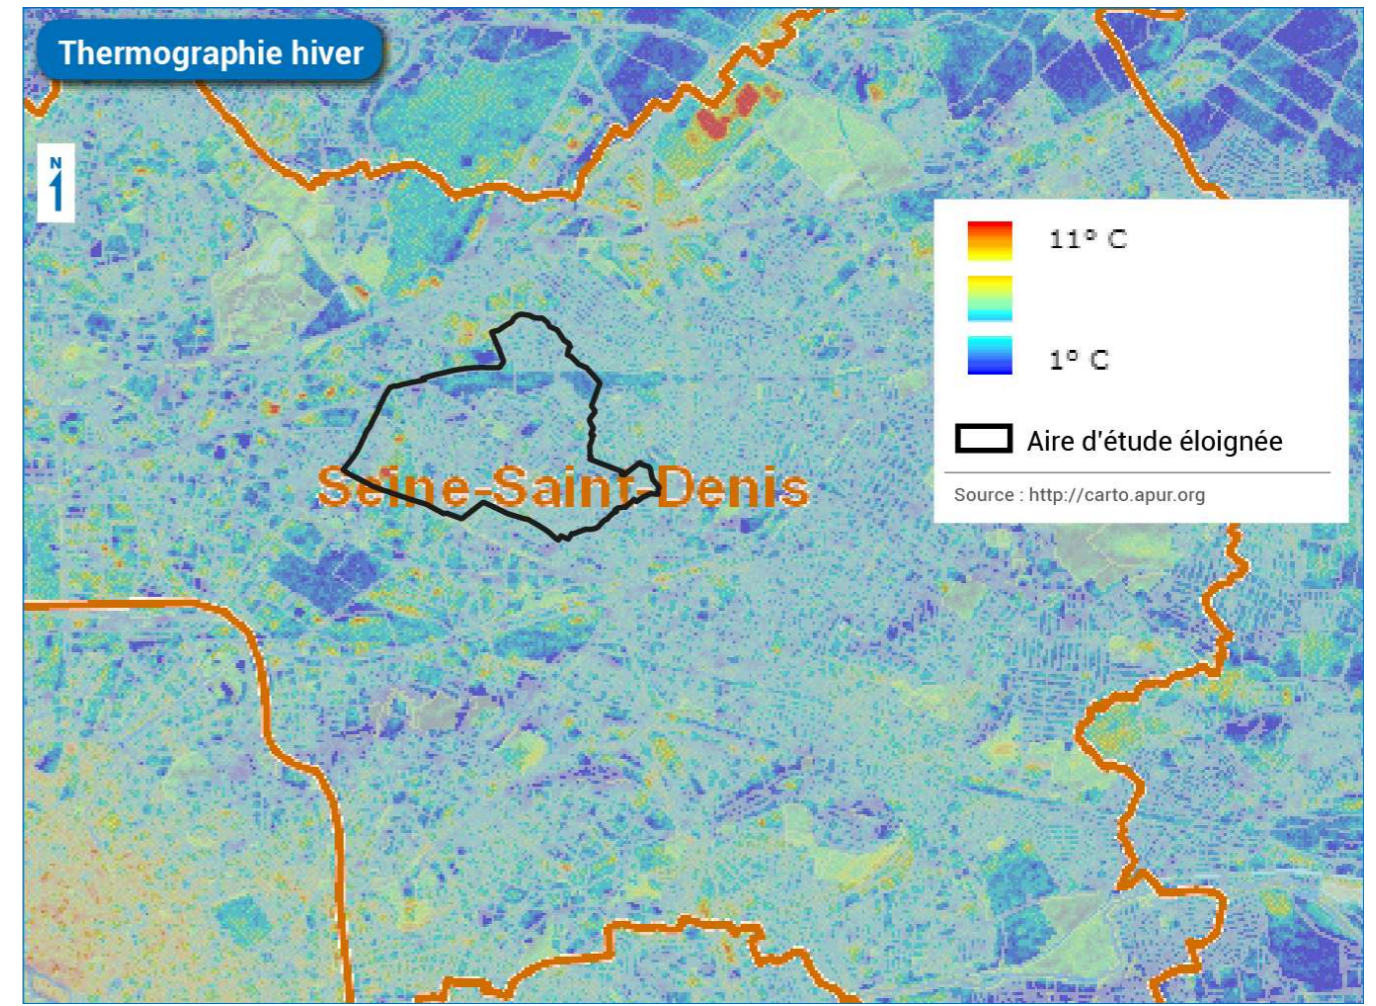 Thermographie hiver
N
11° C
1° C
Aire d'étude éloignée
Source : http://carto.apur.org
Seine-Saint-Denis